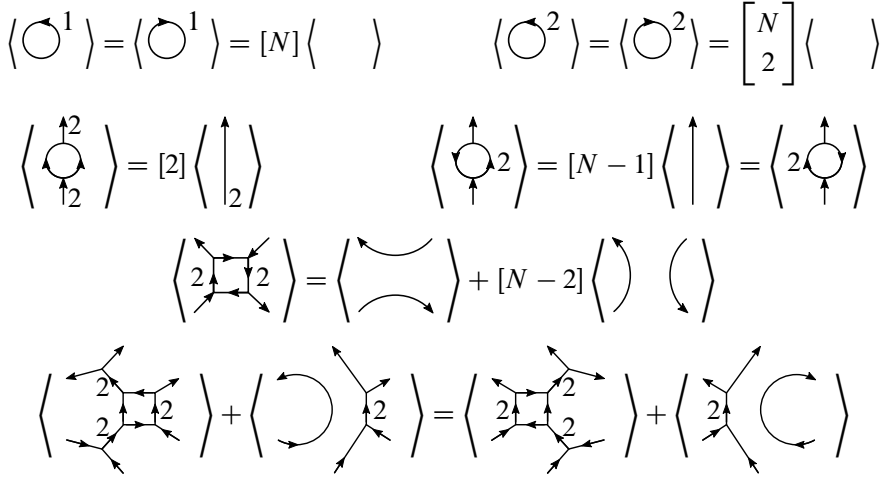 ⟨ 1 ⟩ = ⟨ 1 ⟩ = [N] ⟨ ⟩ ⟨ 2 ⟩ = ⟨ 2 ⟩ = [N 2] ⟨ ⟩
⟨ 2 2 ⟩ = [2] ⟨ 2 ⟩ ⟨ 2 ⟩ = [N − 1] ⟨ ⟩ = ⟨ 2 ⟩
⟨ 2 2 ⟩ = ⟨ ⟩ + [N − 2] ⟨ ⟩
⟨ 2 2 2 ⟩ + ⟨ 2 ⟩ = ⟨ 2 2 2 ⟩ + ⟨ 2 ⟩